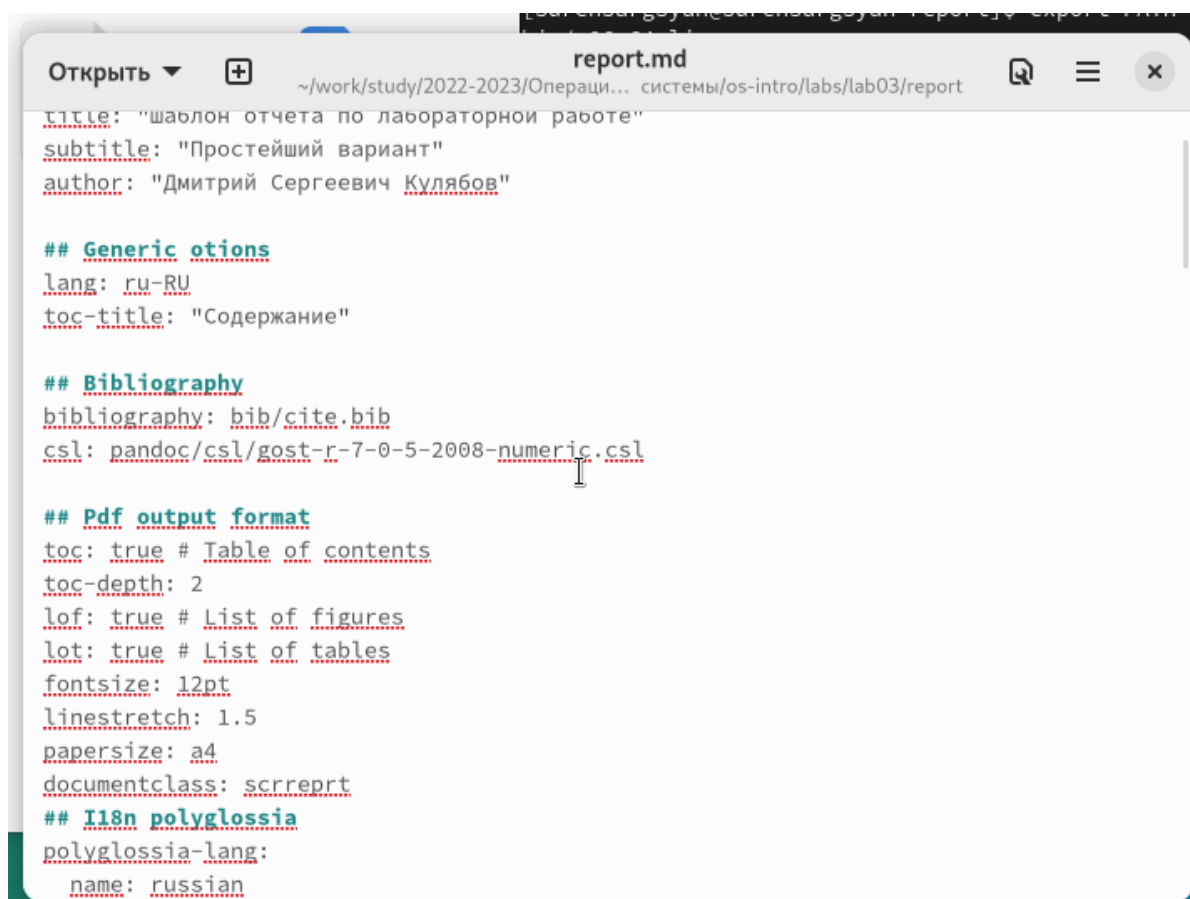 Открыть
report.md
~/work/study/2022-2023/Операци… системы/os-intro/labs/lab03/report
title: "Шаблон отчёта по лабораторной работе"
subtitle: "Простейший вариант"
author: "Дмитрий Сергеевич Кулябов"
## Generic otions
lang: ru-RU
toc-title: "Содержание"
## Bibliography
bibliography: bib/cite.bib
csl: pandoc/csl/gost-r-7-0-5-2008-numeric.csl
## Pdf output format
toc: true # Table of contents
toc-depth: 2
lof: true # List of figures
lot: true # List of tables
fontsize: 12pt
linestretch: 1.5
papersize: a4
documentclass: scrreprt
## I18n polyglossia
polyglossia-lang:
  name: russian